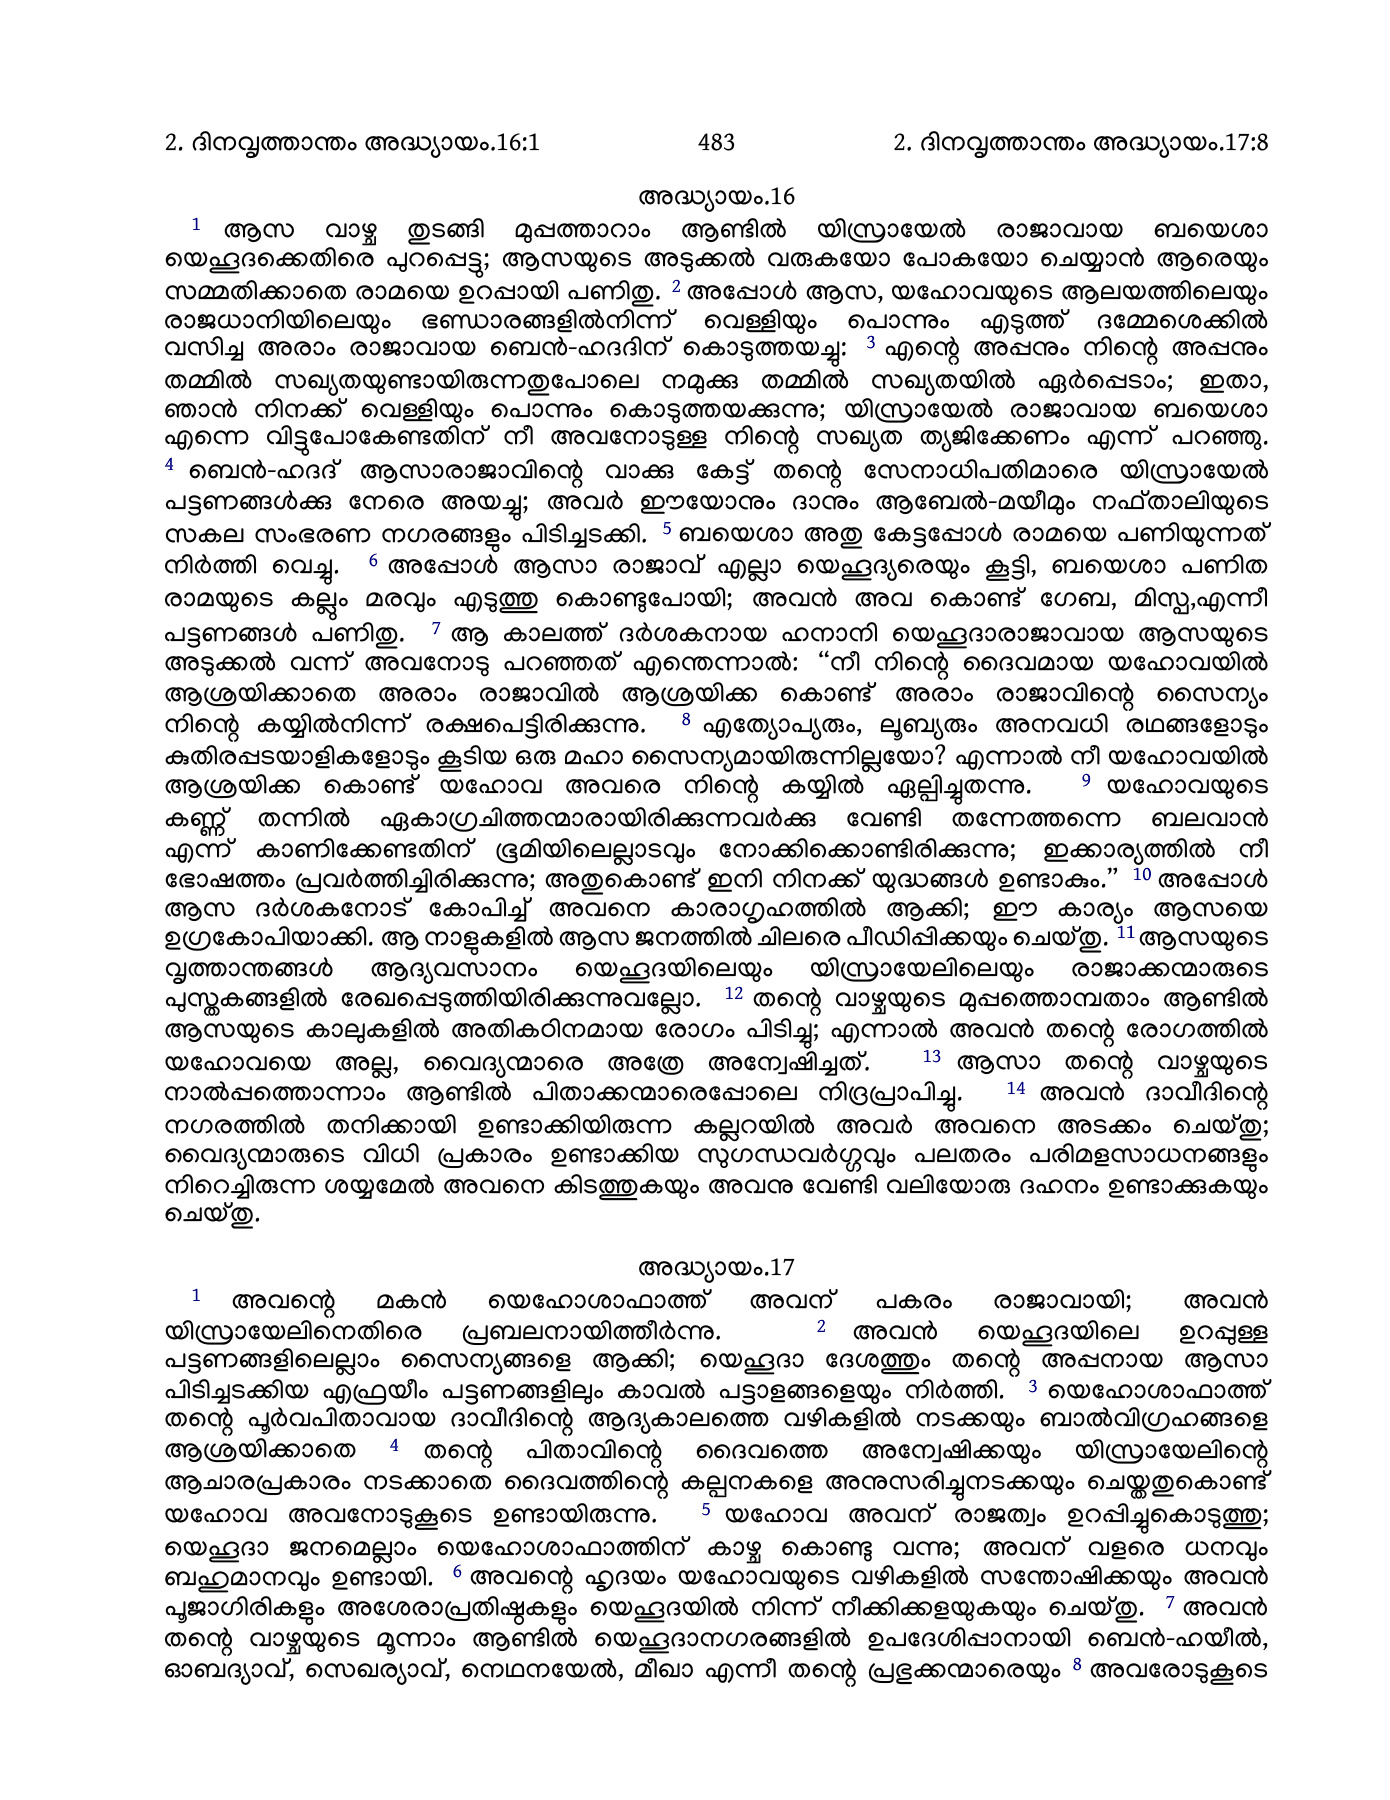 2. ദിനവൃത്താന്തം അദ്ധ്യായം.16:1 483 2. ദിനവൃത്താന്തം അദ്ധ്യായം.17:8
അദ്ധ്യായം.16
1 ആസ വാഴ്ച തുടങ്ങി മുപ്പത്താറാം ആണ്ടിൽ യിസ്രായേൽ രാജാവായ ബയെശാ
യെഹൂദക്കെതിരെ പുറപ്പെട്ടു; ആസയുടെ അടുക്കൽ വരുകയോ പോകയോ ചെയ്യാൻ ആരെയും
സമ്മതിക്കാതെ രാമയെ ഉറപ്പായി പണിതു. 2 അപ്പോൾ ആസ, യഹോവയുടെ ആലയത്തിലെയും
രാജധാനിയിലെയും ഭണ്ഡാരങ്ങളിൽനിന്ന് വെള്ളിയും പൊന്നും എടുത്ത് ദമ്മേശെക്കിൽ
വസിച്ച അരാം രാജാവായ ബെൻ-ഹദദിന് കൊടുത്തയച്ചു: 3 എന്റെ അപ്പനും നിന്റെ അപ്പനും
തമ്മിൽ സഖ്യതയുണ്ടായിരുന്നതുപോലെ നമുക്കു തമ്മിൽ സഖ്യതയിൽ ഏർപ്പെടാം; ഇതാ,
ഞാൻ നിനക്ക് വെള്ളിയും പൊന്നും കൊടുത്തയക്കുന്നു; യിസ്രായേൽ രാജാവായ ബയെശാ
എന്നെ വിട്ടുപോകേണ്ടതിന് നീ അവനോടുള്ള നിന്റെ സഖ്യത ത്യജിക്കേണം എന്ന് പറഞ്ഞു.
4 ബെൻ-ഹദദ് ആസാരാജാവിന്റെ വാക്കു കേട്ട് തന്റെ സേനാധിപതിമാരെ യിസ്രായേൽ
പട്ടണങ്ങൾക്കു നേരെ അയച്ചു; അവർ ഈയോനും ദാനും ആബേൽ-മയീമും നഫ്താലിയുടെ
സകല സംഭരണ നഗരങ്ങളും പിടിച്ചടക്കി. 5 ബയെശാ അതു കേട്ടപ്പോൾ രാമയെ പണിയുന്നത്
നിർത്തി വെച്ചു. 6 അപ്പോൾ ആസാ രാജാവ് എല്ലാ യെഹൂദ്യരെയും കൂട്ടി, ബയെശാ പണിത
രാമയുടെ കല്ലും മരവും എടുത്തു കൊണ്ടുപോയി; അവൻ അവ കൊണ്ട് ഗേബ, മിസ്പ,എന്നീ
പട്ടണങ്ങൾ പണിതു. 7 ആ കാലത്ത് ദർശകനായ ഹനാനി യെഹൂദാരാജാവായ ആസയുടെ
അടുക്കൽ വന്ന് അവനോടു പറഞ്ഞത് എന്തെന്നാൽ: “നീ നിന്റെ ദൈവമായ യഹോവയിൽ
ആശ്രയിക്കാതെ അരാം രാജാവിൽ ആശ്രയിക്ക കൊണ്ട് അരാം രാജാവിന്റെ സൈന്യം
നിന്റെ കയ്യിൽനിന്ന് രക്ഷപെട്ടിരിക്കുന്നു. 8 എത്യോപ്യരും, ലൂബ്യരും അനവധി രഥങ്ങളോടും
കുതിരപ്പടയാളികളോടും കൂടിയ ഒരു മഹാ സൈന്യമായിരുന്നില്ലയോ? എന്നാൽ നീ യഹോവയിൽ
ആശ്രയിക്ക കൊണ്ട് യഹോവ അവരെ നിന്റെ കയ്യിൽ ഏല്പിച്ചുതന്നു. 9 യഹോവയുടെ
കണ്ണ് തന്നിൽ ഏകാഗ്രചിത്തന്മാരായിരിക്കുന്നവർക്കു വേണ്ടി തന്നേത്തന്നെ ബലവാൻ
എന്ന് കാണിക്കേണ്ടതിന് ഭൂമിയിലെല്ലാടവും നോക്കിക്കൊണ്ടിരിക്കുന്നു; ഇക്കാര്യത്തിൽ നീ
ഭോഷത്തം പ്രവർത്തിച്ചിരിക്കുന്നു; അതുകൊണ്ട് ഇനി നിനക്ക് യുദ്ധങ്ങൾ ഉണ്ടാകും.” 10 അപ്പോൾ
ആസ ദർശകനോട് കോപിച്ച് അവനെ കാരാഗൃഹത്തിൽ ആക്കി; ഈ കാര്യം ആസയെ
ഉഗ്രകോപിയാക്കി. ആ നാളുകളിൽ ആസ ജനത്തിൽ ചിലരെ പീഡിപ്പിക്കയും ചെയ്തു. 11 ആസയുടെ
വൃത്താന്തങ്ങൾ ആദ്യവസാനം യെഹൂദയിലെയും യിസ്രായേലിലെയും രാജാക്കന്മാരുടെ
പുസ്തകങ്ങളിൽ രേഖപ്പെടുത്തിയിരിക്കുന്നുവല്ലോ. 12 തന്റെ വാഴ്ചയുടെ മുപ്പത്തൊമ്പതാം ആണ്ടിൽ
ആസയുടെ കാലുകളിൽ അതികഠിനമായ രോഗം പിടിച്ചു; എന്നാൽ അവൻ തന്റെ രോഗത്തിൽ
യഹോവയെ അല്ല, വൈദ്യന്മാരെ അത്രേ അന്വേഷിച്ചത്. 13 ആസാ തന്റെ വാഴ്ചയുടെ
നാൽപ്പത്തൊന്നാം ആണ്ടിൽ പിതാക്കന്മാരെപ്പോലെ നിദ്രപ്രാപിച്ചു. 14 അവൻ ദാവീദിന്റെ
നഗരത്തിൽ തനിക്കായി ഉണ്ടാക്കിയിരുന്ന കല്ലറയിൽ അവർ അവനെ അടക്കം ചെയ്തു;
വൈദ്യന്മാരുടെ വിധി പ്രകാരം ഉണ്ടാക്കിയ സുഗന്ധവർഗ്ഗവും പലതരം പരിമളസാധനങ്ങളും
നിറെച്ചിരുന്ന ശയ്യമേൽ അവനെ കിടത്തുകയും അവനു വേണ്ടി വലിയോരു ദഹനം ഉണ്ടാക്കുകയും
ചെയ്തു.
അദ്ധ്യായം.17
1 അവന്റെ മകൻ യെഹോശാഫാത്ത് അവന് പകരം രാജാവായി; അവൻ
യിസ്രായേലിനെതിരെ പ്രബലനായിത്തീർന്നു. 2 അവൻ യെഹൂദയിലെ ഉറപ്പുള്ള
പട്ടണങ്ങളിലെല്ലാം സൈന്യങ്ങളെ ആക്കി; യെഹൂദാ ദേശത്തും തന്റെ അപ്പനായ ആസാ
പിടിച്ചടക്കിയ എഫ്രയീം പട്ടണങ്ങളിലും കാവൽ പട്ടാളങ്ങളെയും നിർത്തി. 3 യെഹോശാഫാത്ത്
തന്റെ പൂർവപിതാവായ ദാവീദിന്റെ ആദ്യകാലത്തെ വഴികളിൽ നടക്കയും ബാൽവിഗ്രഹങ്ങളെ
ആശ്രയിക്കാതെ 4 തന്റെ പിതാവിന്റെ ദൈവത്തെ അന്വേഷിക്കയും യിസ്രായേലിന്റെ
ആചാരപ്രകാരം നടക്കാതെ ദൈവത്തിന്റെ കല്പനകളെ അനുസരിച്ചുനടക്കയും ചെയ്തതുകൊണ്ട്
യഹോവ അവനോടുകൂടെ ഉണ്ടായിരുന്നു. 5 യഹോവ അവന് രാജത്വം ഉറപ്പിച്ചുകൊടുത്തു;
യെഹൂദാ ജനമെല്ലാം യെഹോശാഫാത്തിന് കാഴ്ച കൊണ്ടു വന്നു; അവന് വളരെ ധനവും
ബഹുമാനവും ഉണ്ടായി. 6 അവന്റെ ഹൃദയം യഹോവയുടെ വഴികളിൽ സന്തോഷിക്കയും അവൻ
പൂജാഗിരികളും അശേരാപ്രതിഷ്ഠകളും യെഹൂദയിൽ നിന്ന് നീക്കിക്കളയുകയും ചെയ്തു. 7 അവൻ
തന്റെ വാഴ്ചയുടെ മൂന്നാം ആണ്ടിൽ യെഹൂദാനഗരങ്ങളിൽ ഉപദേശിപ്പാനായി ബെൻ-ഹയീൽ,
ഓബദ്യാവ്, സെഖര്യാവ്, നെഥനയേൽ, മീഖാ എന്നീ തന്റെ പ്രഭുക്കന്മാരെയും 8 അവരോടുകൂടെ